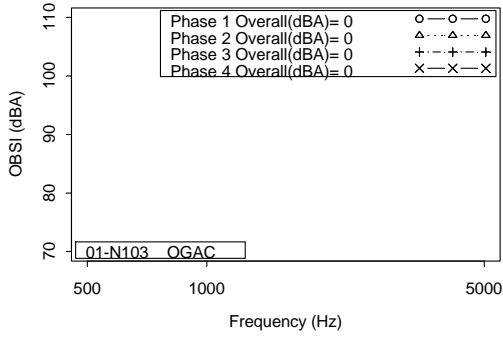 Phase 1 Overall(dBA)= 0
Phase 2 Overall(dBA)= 0
Phase 3 Overall(dBA)= 0
Phase 4 Overall(dBA)= 0
110
100
90
80
70
OBSI (dBA)
01-N103 OGAC
500 1000 5000
Frequency (Hz)